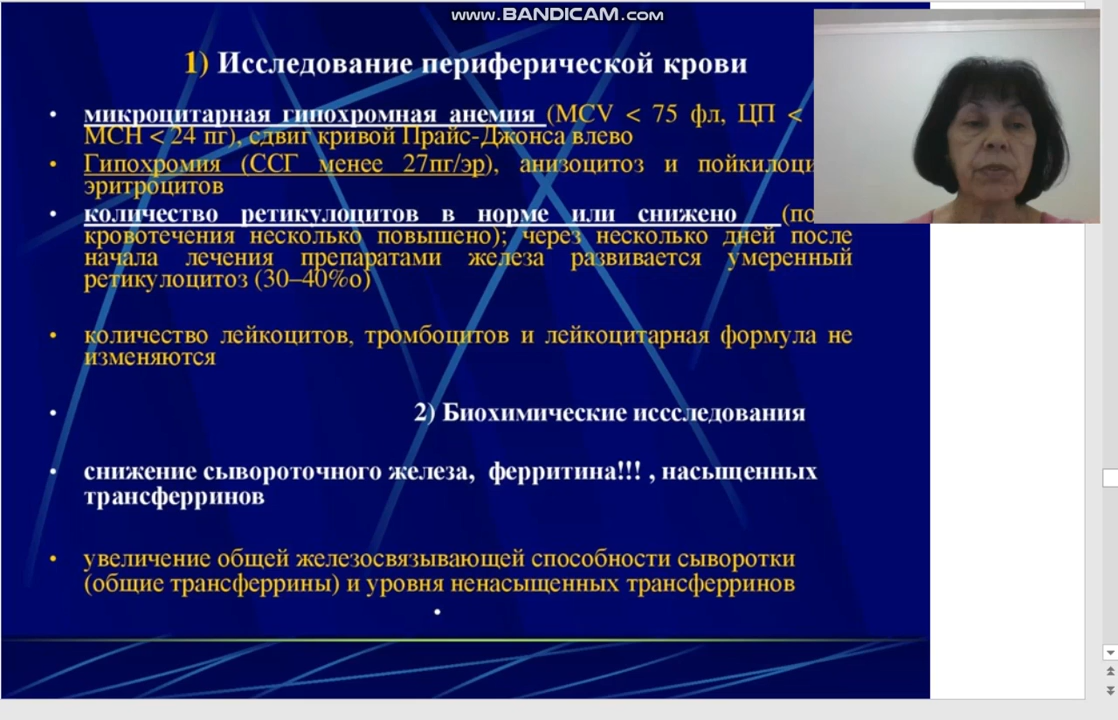 www.BANDICAM.com
1) Исследование периферической крови
• микроцитарная гипохромная анемия (MCV < 75 фл, ЦП <
МСН < 24 пг), сдвиг кривой Прайс-Джонса влево
• Гипохромия (ССГ менее 27пг/эр), анизоцитоз и
эритроцитов
• количество ретикулоцитов в норме или снижено
кровотечения несколько повышено); через несколько дней после
начала лечения препаратами железа развивается умеренный
ретикулоцитоз (30–40%о)
• количество лейкоцитов, тромбоцитов и лейкоцитарная формула не
изменяются
• 2) Биохимические иссследования
• снижение сывороточного железа, ферритина!!! , насыщенных
трансферринов
• увеличение общей железосвязывающей способности сыворотки
(общие трансферрины) и уровня ненасыщенных трансферринов